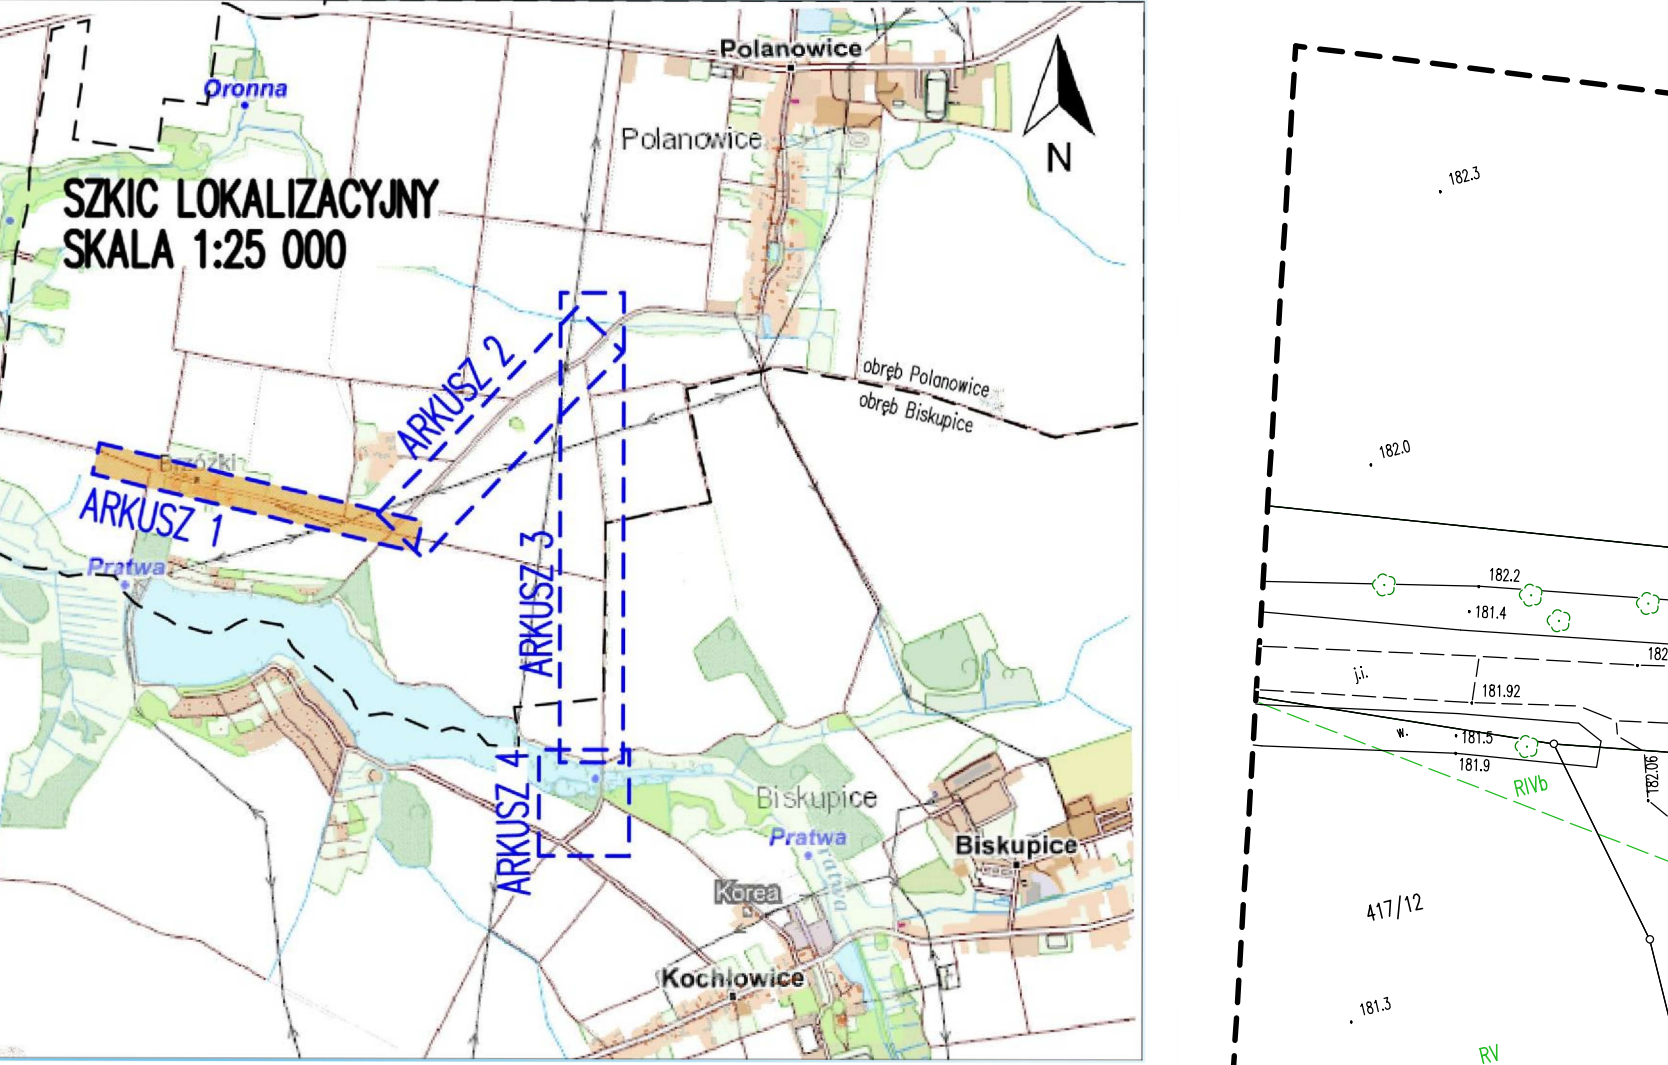 Polanowice
Oronna
Polanowice
N
SZKIC LOKALIZACYJNY
SKALA 1:25 000
ARKUSZ 2
obręb Polanowice
obręb Biskupice
Brzózki
ARKUSZ 1
ARKUSZ 3
Pratwa
ARKUSZ 4
Biskupice
Pratwa
Biskupice
Pratwa
Korea
Kochłowice
182.3
182.0
182.2
181.4
182
j.i.
181.92
w.
181.5
181.9
182.06
RIVb
417/12
181.3
RV